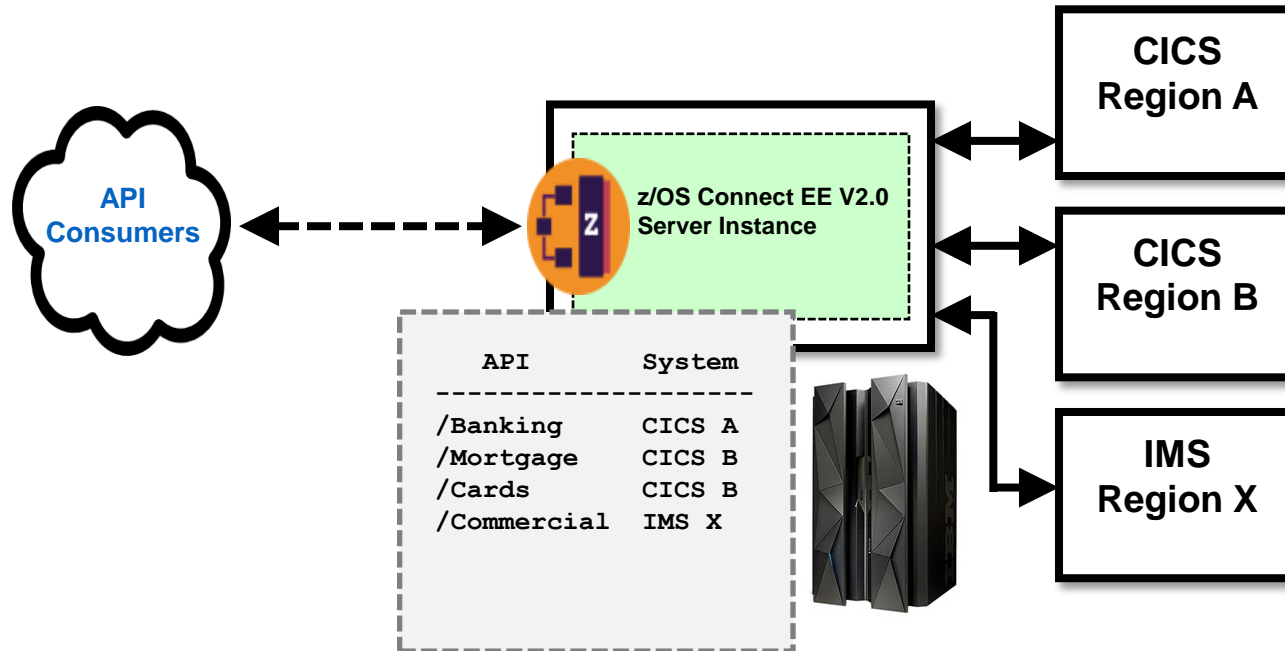 API
Consumers
z/OS Connect EE V2.0
Server Instance
Z
API System
--------------------
/Banking CICS A
/Mortgage CICS B
/Cards CICS B
/Commercial IMS X
CICS
Region A
CICS
Region B
IMS
Region X
IBM